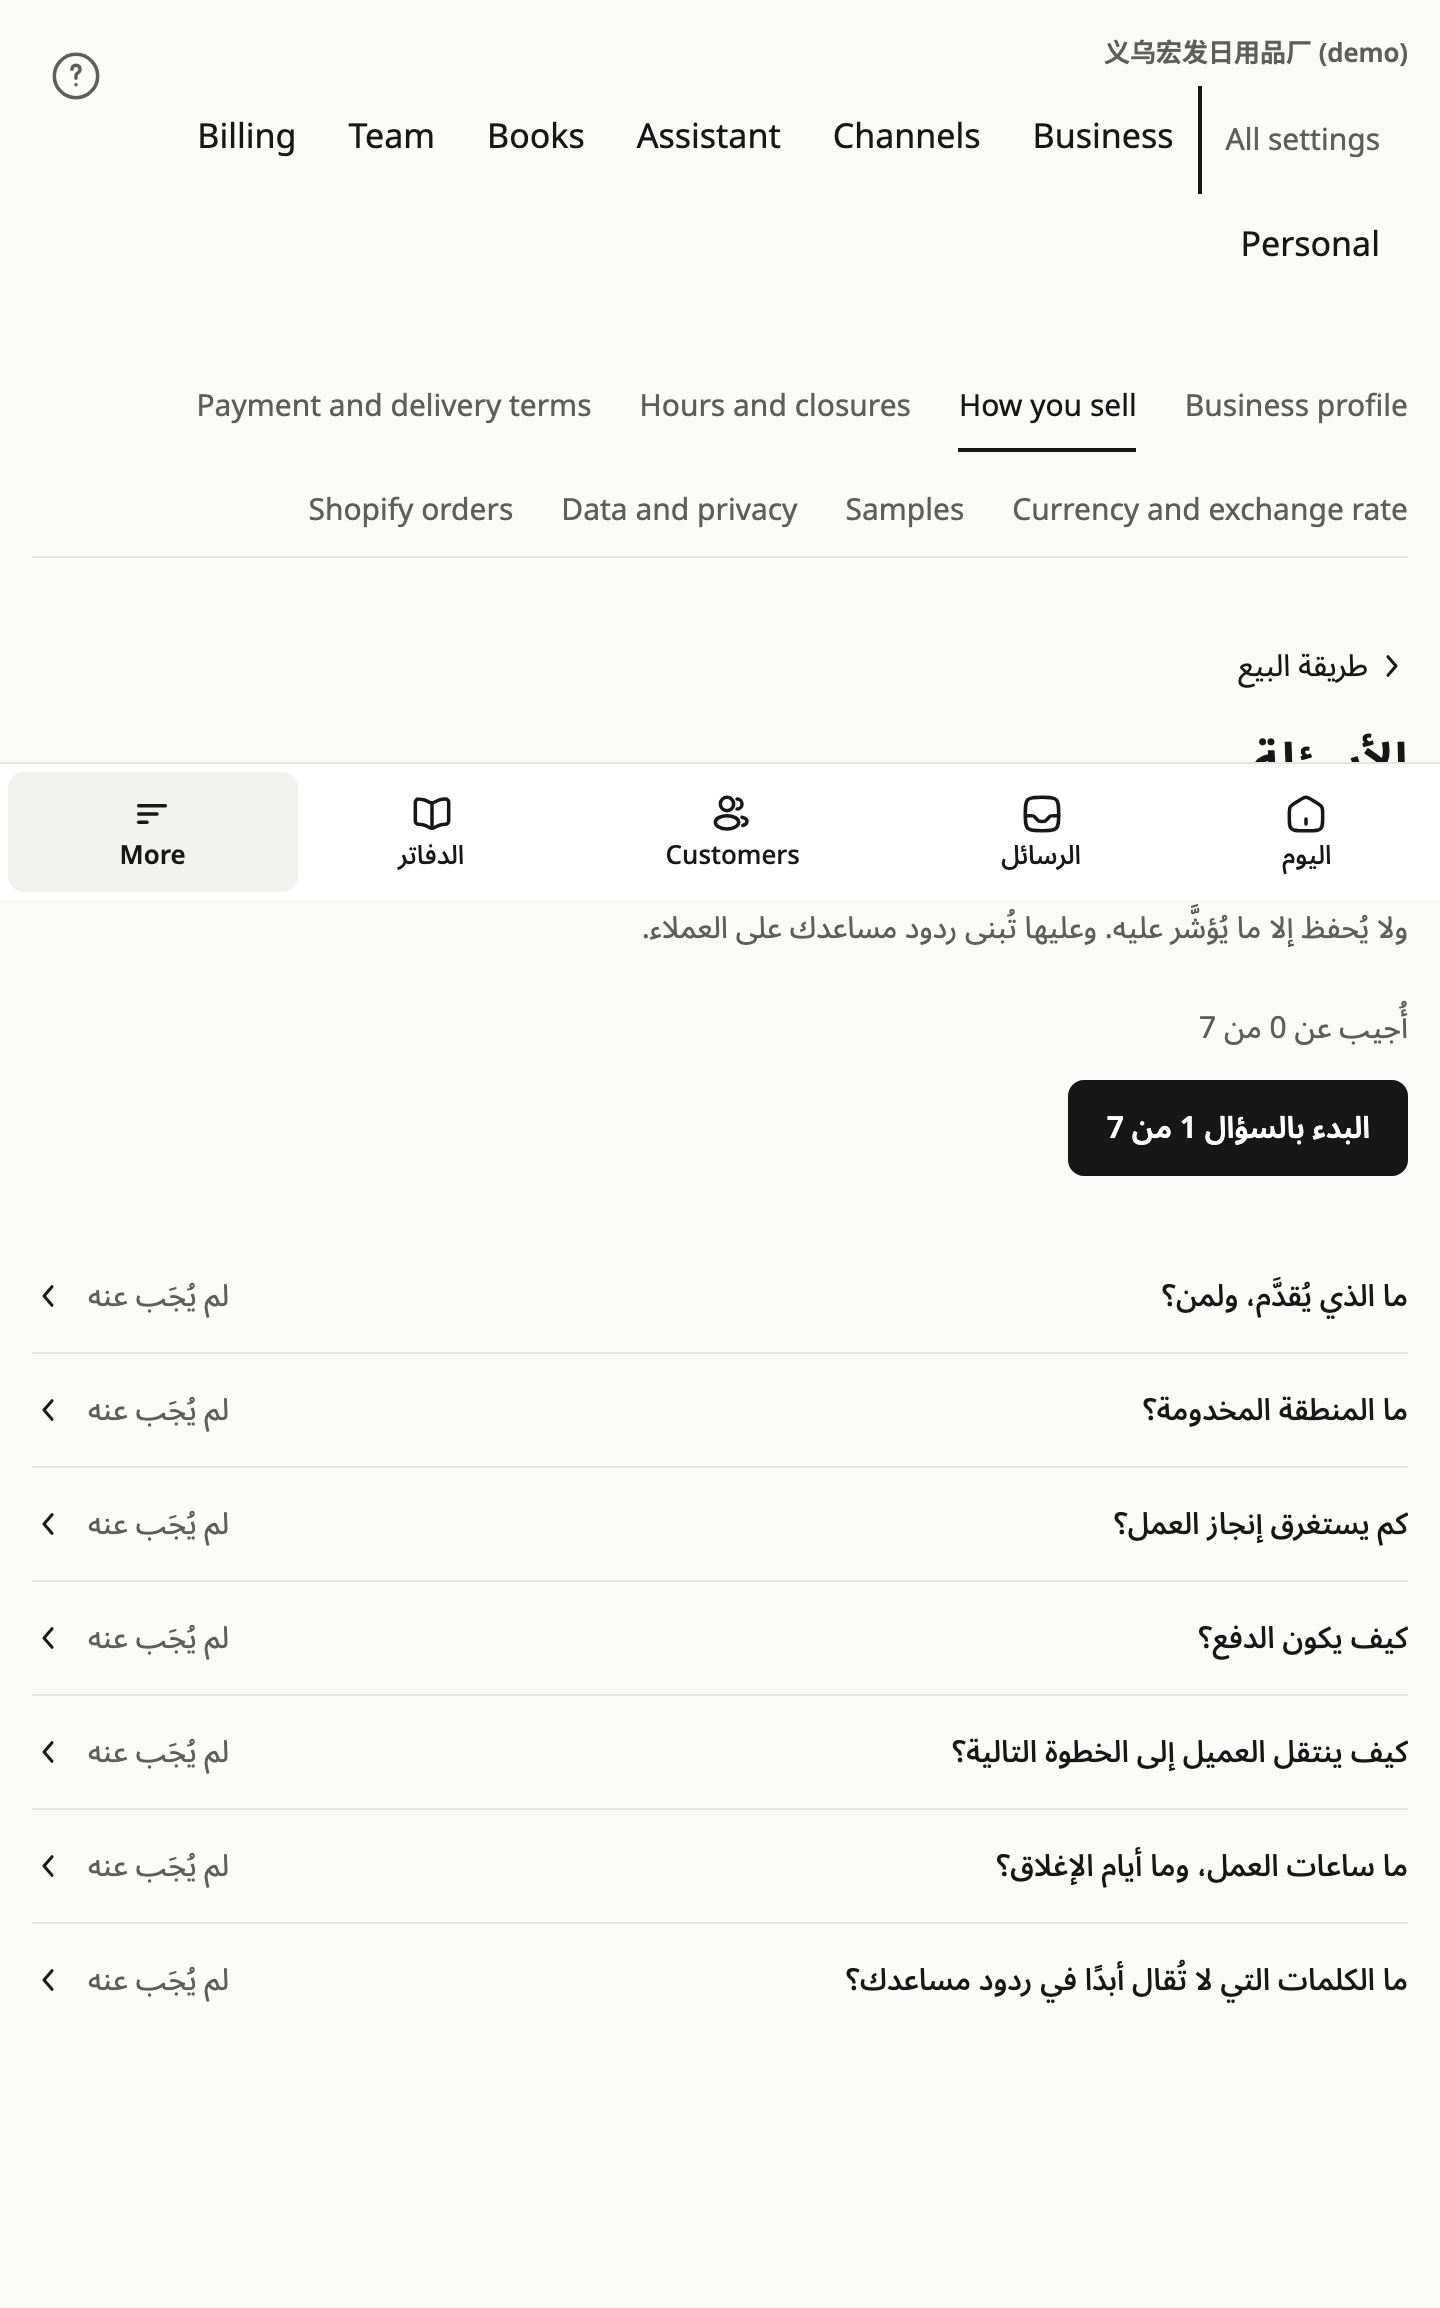 义乌宏发日用品厂 (demo)
All settings
Business
Channels
Assistant
Books
Team
Billing
Personal
Business profile
How you sell
Hours and closures
Payment and delivery terms
Currency and exchange rate
Samples
Data and privacy
Shopify orders
طريقة البيع
اليوم
الرسائل
Customers
الدفاتر
More
ولا يُحفظ إلا ما يُؤشَّر عليه. وعليها تُبنى ردود مساعدك على العملاء.
أُجيب عن 0 من 7
البدء بالسؤال 1 من 7
ما الذي يُقدَّم، ولمن؟
لم يُجَب عنه
ما المنطقة المخدومة؟
لم يُجَب عنه
كم يستغرق إنجاز العمل؟
لم يُجَب عنه
كيف يكون الدفع؟
لم يُجَب عنه
كيف ينتقل العميل إلى الخطوة التالية؟
لم يُجَب عنه
ما ساعات العمل، وما أيام الإغلاق؟
لم يُجَب عنه
ما الكلمات التي لا تُقال أبدًا في ردود مساعدك؟
لم يُجَب عنه